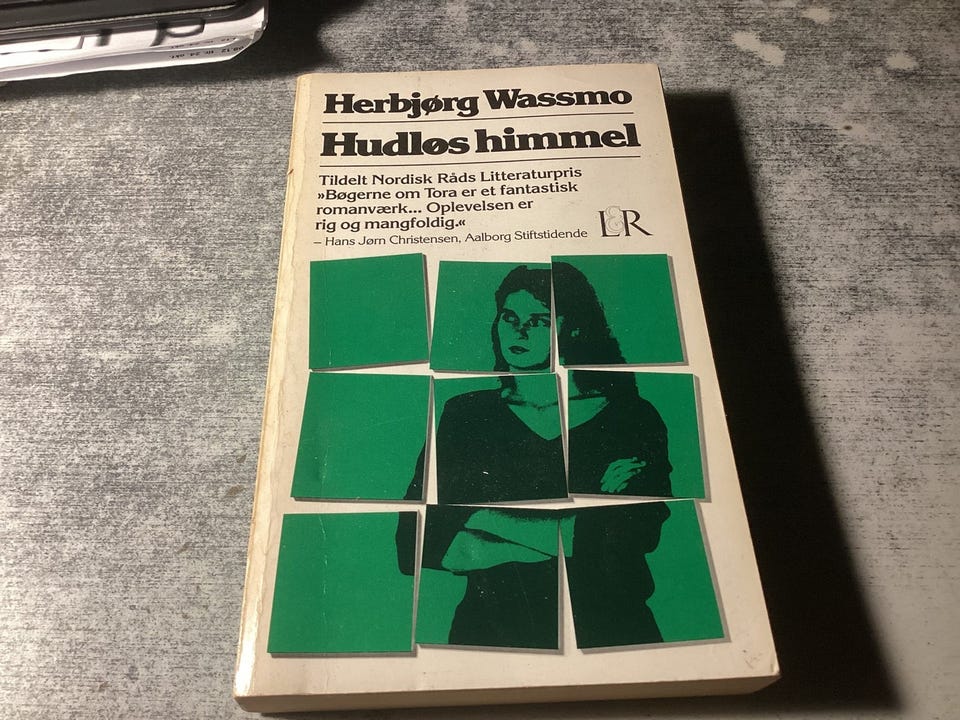 Herbjørg Wassmo
Hudløs himmel
Tildelt Nordisk Råds Litteraturpris
»Bøgerne om Tora er et fantastisk
romanværk... Oplevelsen er
rig og mangfoldig.«
– Hans Jørn Christensen, Aalborg Stiftstidende
L&R